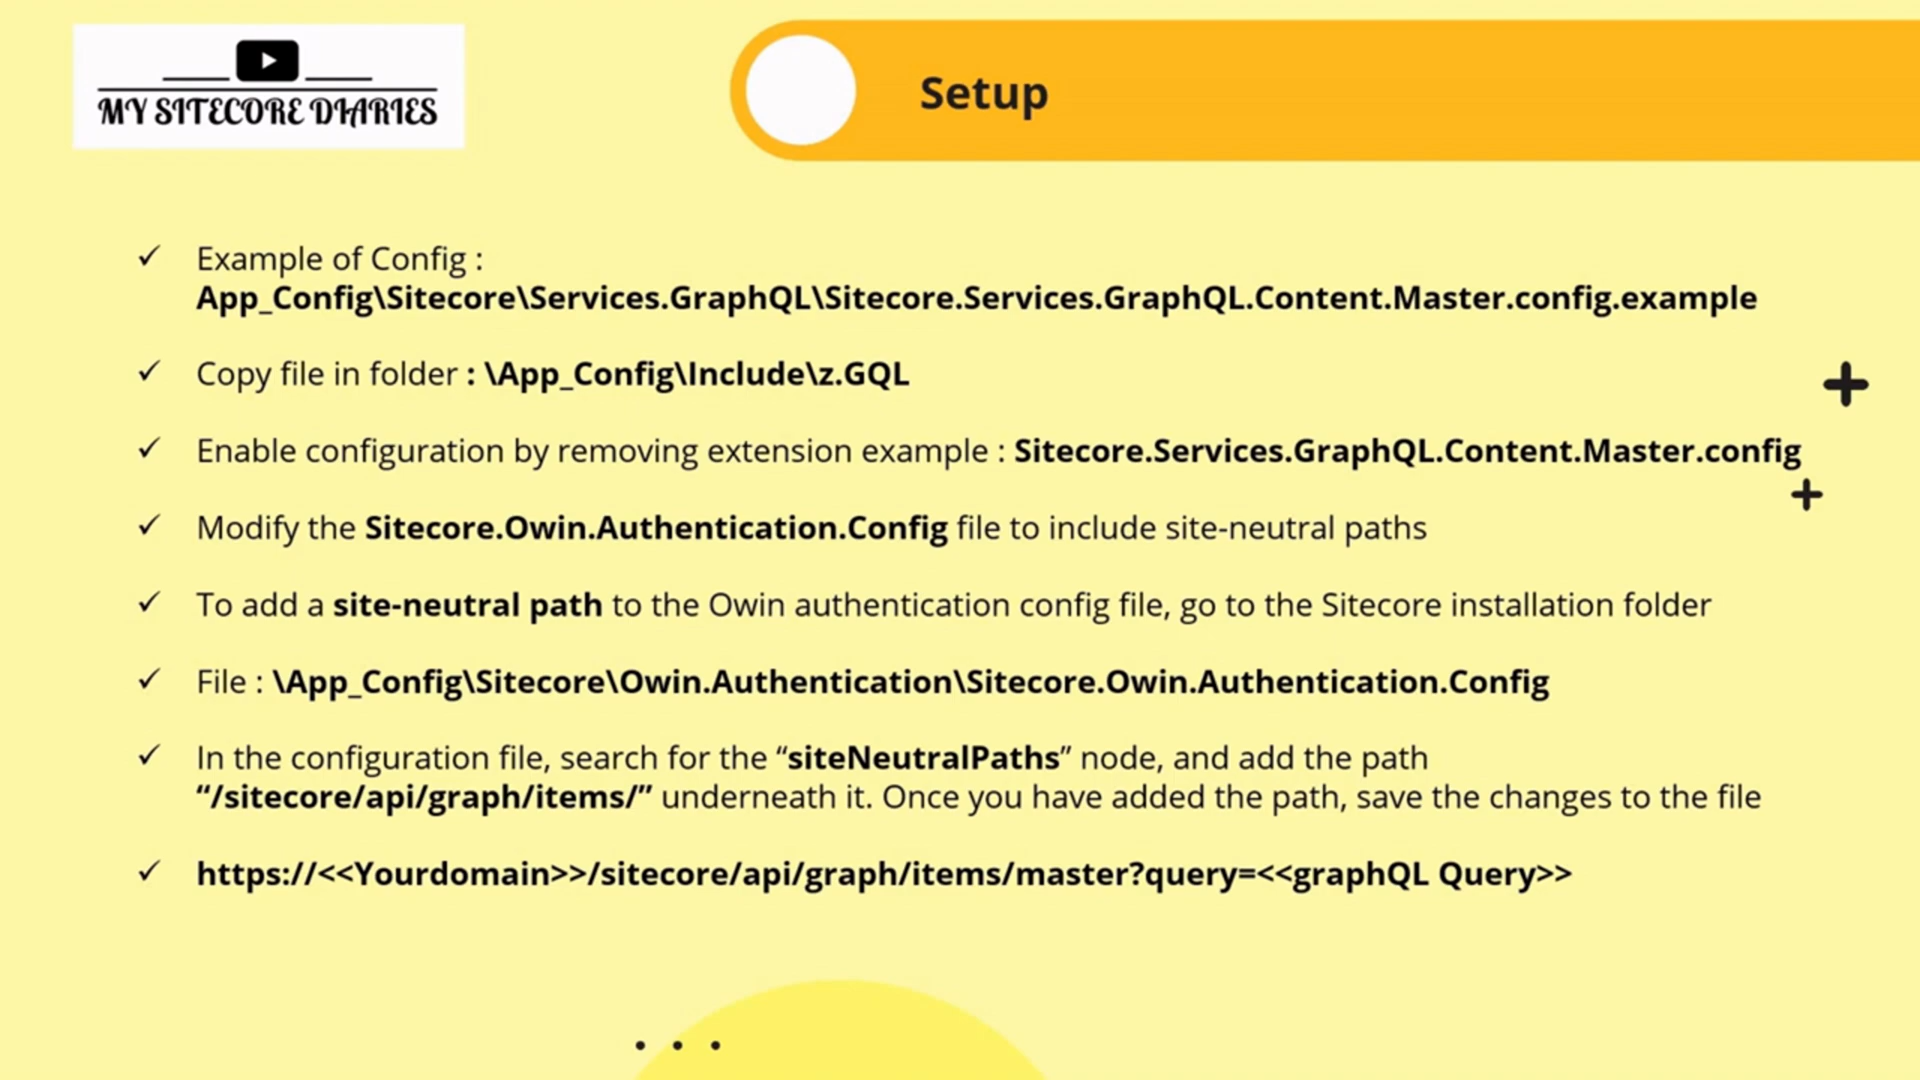 MY SITECORE DIARIES
Setup
✓ Example of Config :
App_Config\Sitecore\Services.GraphQL\Sitecore.Services.GraphQL.Content.Master.config.example
✓ Copy file in folder : \App_Config\Include\z.GQL
✓ Enable configuration by removing extension example : Sitecore.Services.GraphQL.Content.Master.config
✓ Modify the Sitecore.Owin.Authentication.Config file to include site-neutral paths
✓ To add a site-neutral path to the Owin authentication config file, go to the Sitecore installation folder
✓ File : \App_Config\Sitecore\Owin.Authentication\Sitecore.Owin.Authentication.Config
✓ In the configuration file, search for the “siteNeutralPaths” node, and add the path
“/sitecore/api/graph/items/” underneath it. Once you have added the path, save the changes to the file
✓ https://<<Yourdomain>>/sitecore/api/graph/items/master?query=<<graphQL Query>>